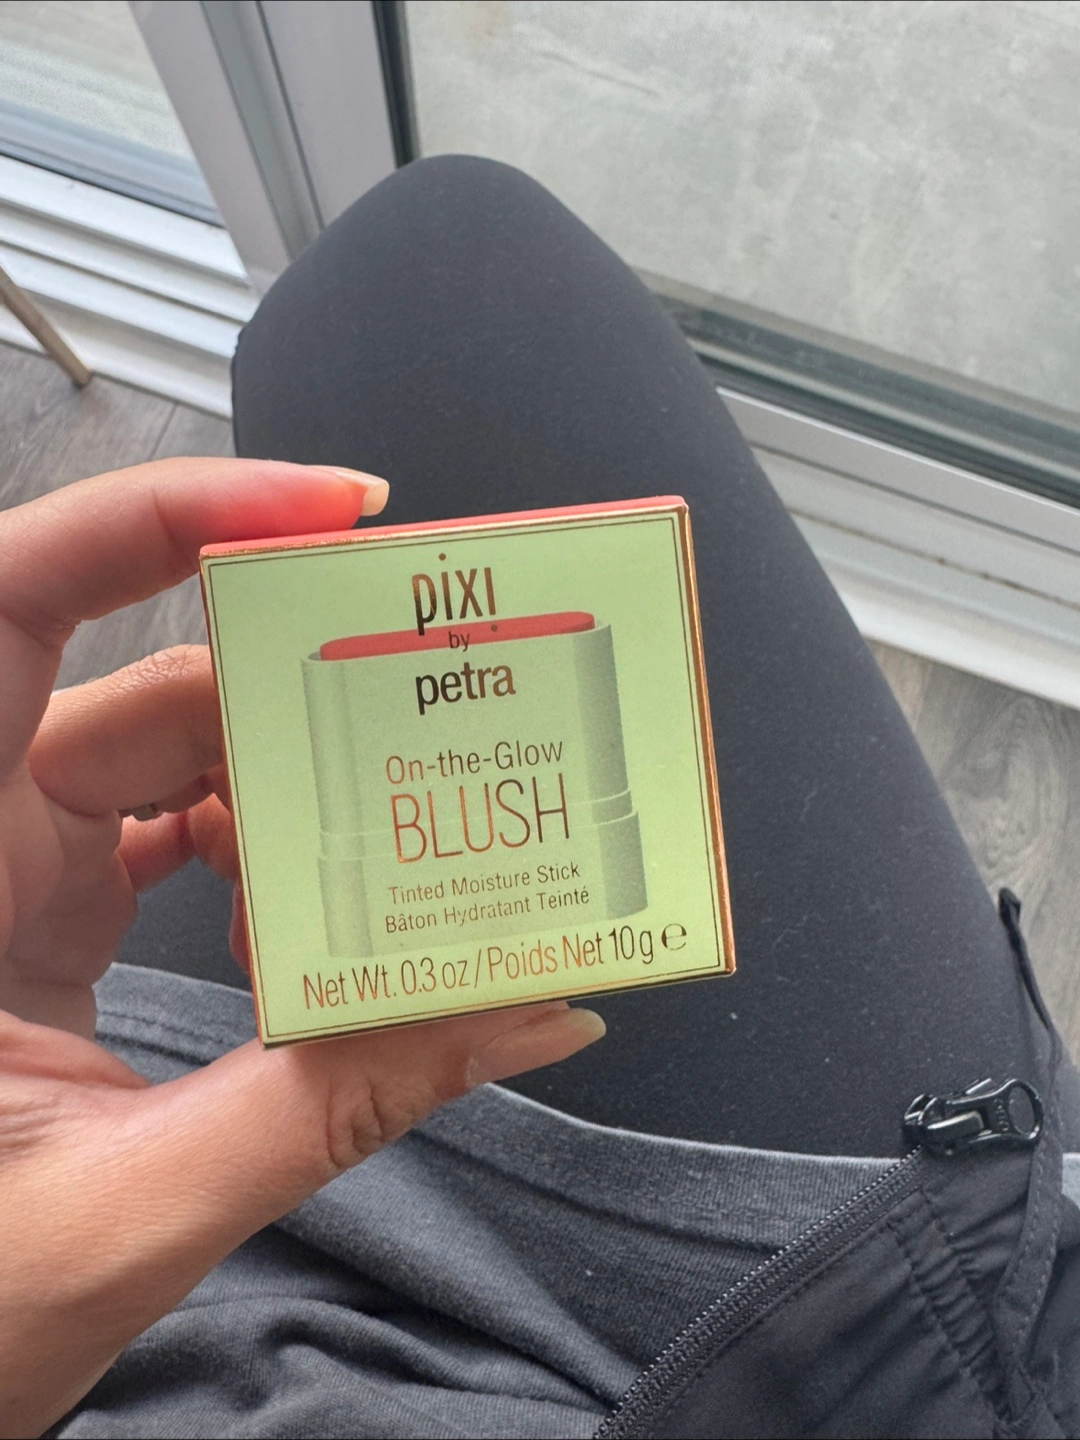 pixi
by
petra
On-the-Glow
BLUSH
Tinted Moisture Stick
Bâton Hydratant Teinté
Net Wt. 0.3 oz / Poids Net 10 g ℮